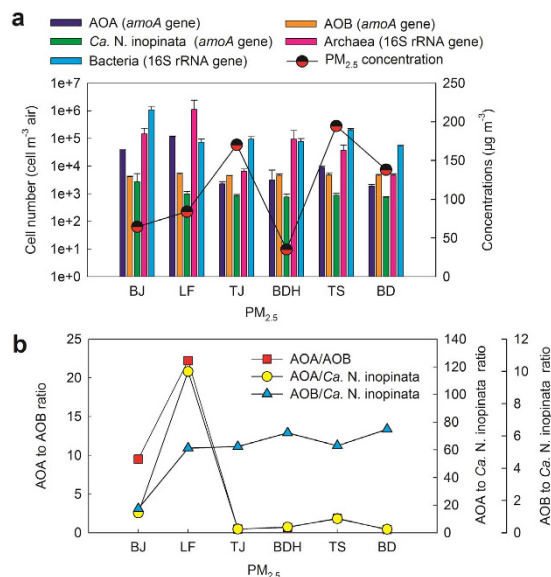 a
AOA (amoA gene)
AOB (amoA gene)
Ca. N. inopinata (amoA gene)
Archaea (16S rRNA gene)
Bacteria (16S rRNA gene)
PM2.5 concentration
1e+7
1e+6
1e+5
1e+4
1e+3
1e+2
1e+1
1e+0
Cell number (cell m-3 air)
250
200
150
100
50
0
Concentrations (µg m-3)
BJ LF TJ BDH TS BD
PM2.5
b
25
20
15
10
5
0
AOA to AOB ratio
AOA/AOB
AOA/Ca. N. inopinata
AOB/Ca. N. inopinata
140
120
100
80
60
40
20
0
AOA to Ca. N. inopinata ratio
12
10
8
6
4
2
0
AOB to Ca. N. inopinata ratio
BJ LF TJ BDH TS BD
PM2.5